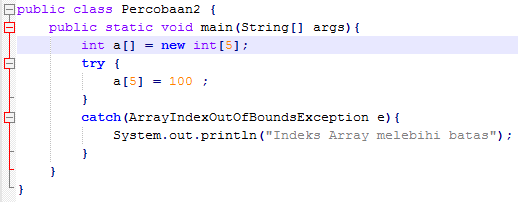 public class Percobaan2 {
public static void main(String[] args){
int a[] = new int[5];
try {
a[5] = 100 ;
}
catch(ArrayIndexOutOfBoundsException e){
System.out.println("Indeks Array melebihi batas");
}
}
}